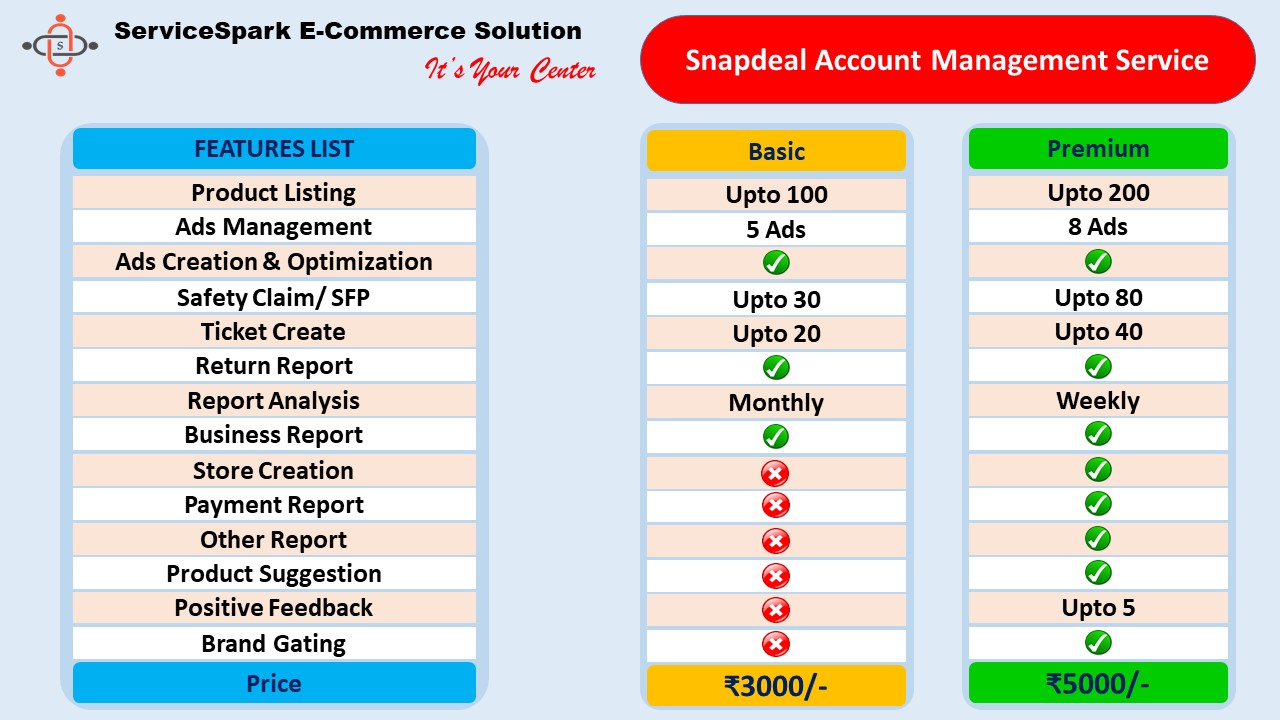 S
ServiceSpark E-Commerce Solution
It's Your Center
Snapdeal Account Management Service
FEATURES LIST Basic Premium
Product Listing Upto 100 Upto 200
Ads Management 5 Ads 8 Ads
Ads Creation & Optimization
Safety Claim/ SFP Upto 30 Upto 80
Ticket Create Upto 20 Upto 40
Return Report
Report Analysis Monthly Weekly
Business Report
Store Creation
Payment Report
Other Report
Product Suggestion
Positive Feedback Upto 5
Brand Gating
Price ₹3000/- ₹5000/-